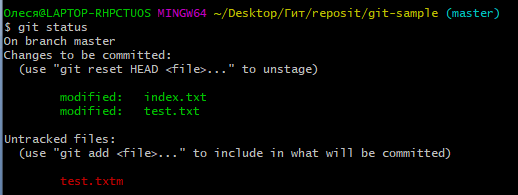 Олеся@LAPTOP-RHPCTUOS MINGW64 ~/Desktop/Гит/reposit/git-sample (master)
$ git status
On branch master
Changes to be committed:
  (use "git reset HEAD <file>..." to unstage)
        modified:   index.txt
        modified:   test.txt
Untracked files:
  (use "git add <file>..." to include in what will be committed)
        test.txtm